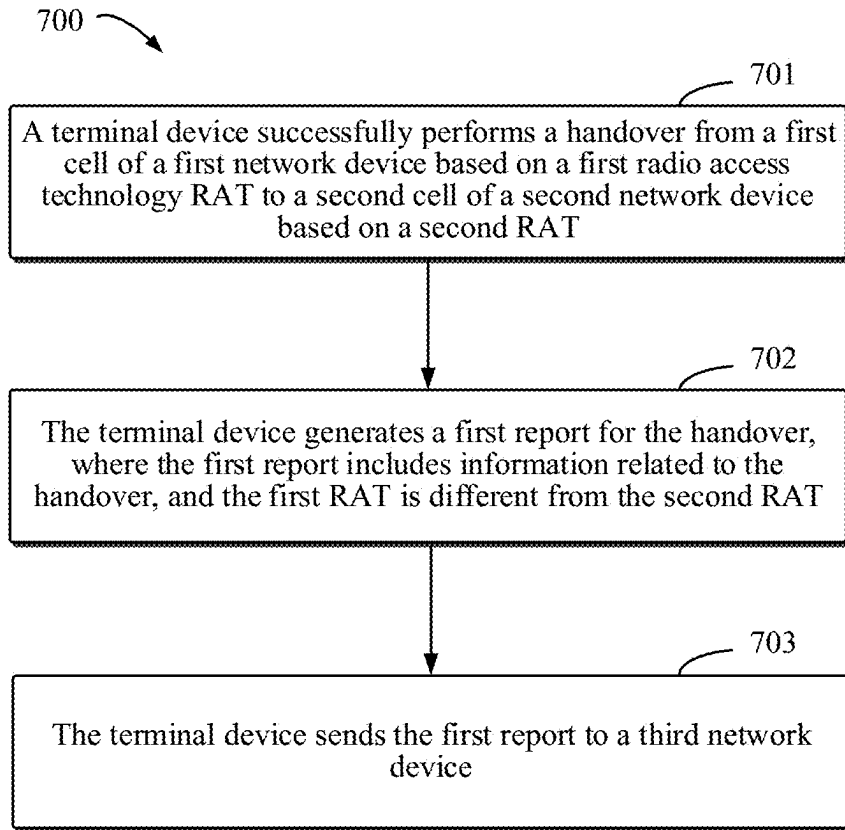 700
701
A terminal device successfully performs a handover from a first
cell of a first network device based on a first radio access
technology RAT to a second cell of a second network device
based on a second RAT
702
The terminal device generates a first report for the handover,
where the first report includes information related to the
handover, and the first RAT is different from the second RAT
703
The terminal device sends the first report to a third network
device